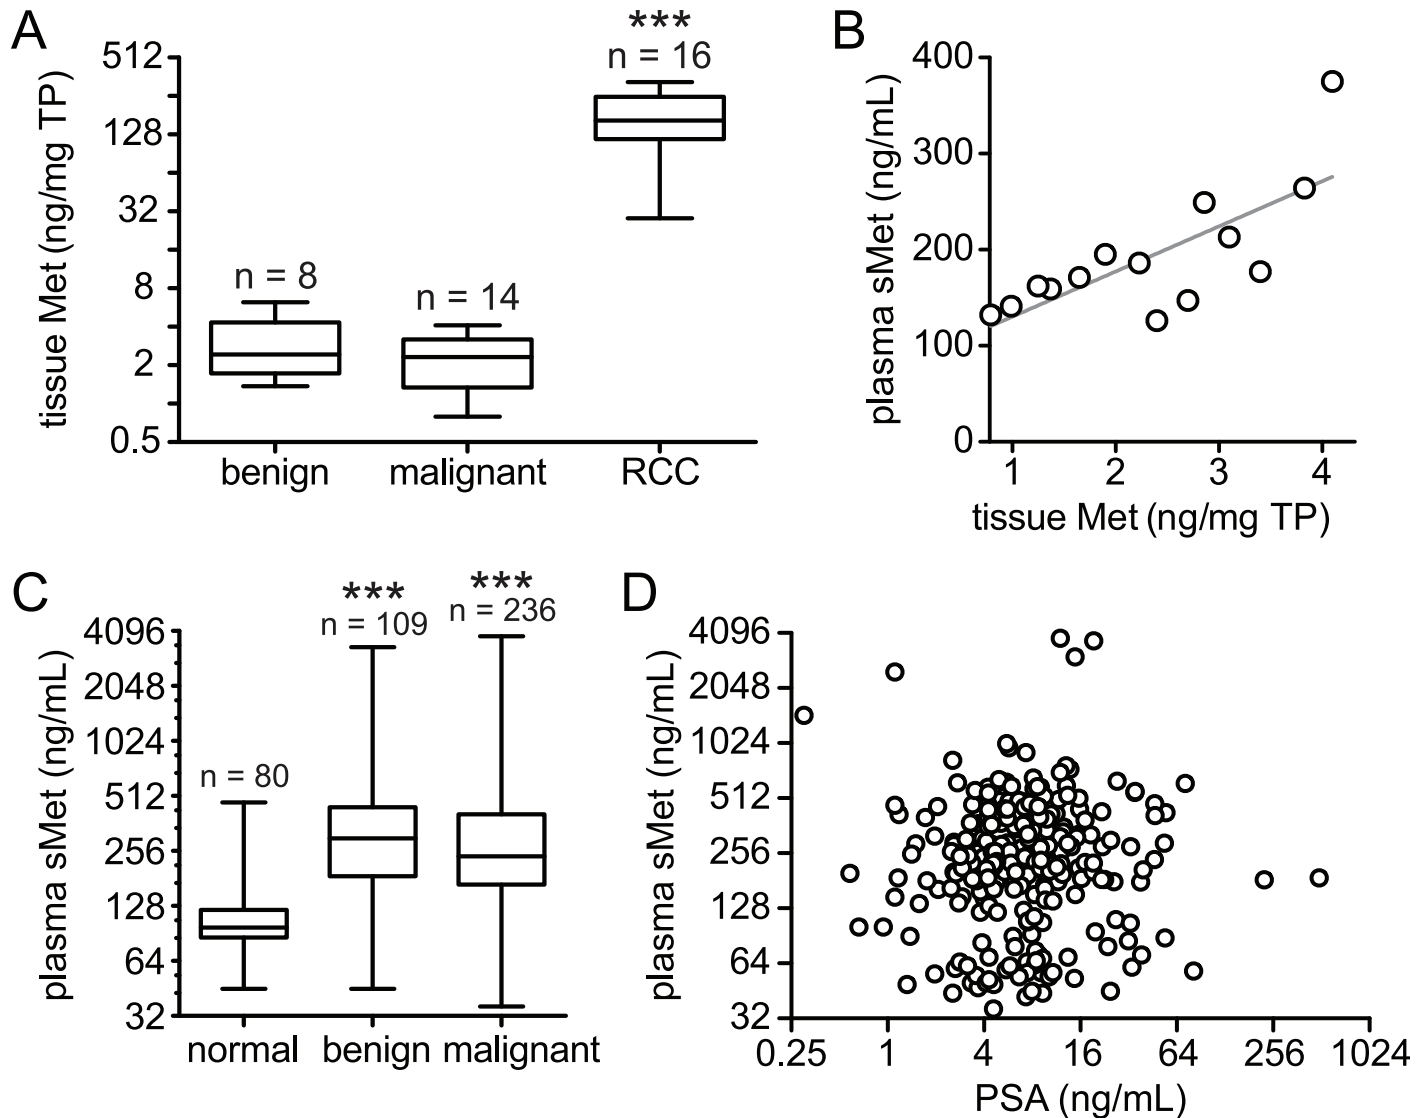 A
tissue Met (ng/mg TP)
512
128
32
8
2
0.5
n = 8
n = 14
***
n = 16
benign
malignant
RCC
B
plasma sMet (ng/mL)
400
300
200
100
0
1
2
3
4
tissue Met (ng/mg TP)
C
plasma sMet (ng/mL)
4096
2048
1024
512
256
128
64
32
n = 80
***
n = 109
***
n = 236
normal
benign
malignant
D
plasma sMet (ng/mL)
4096
2048
1024
512
256
128
64
32
0.25
1
4
16
64
256
1024
PSA (ng/mL)